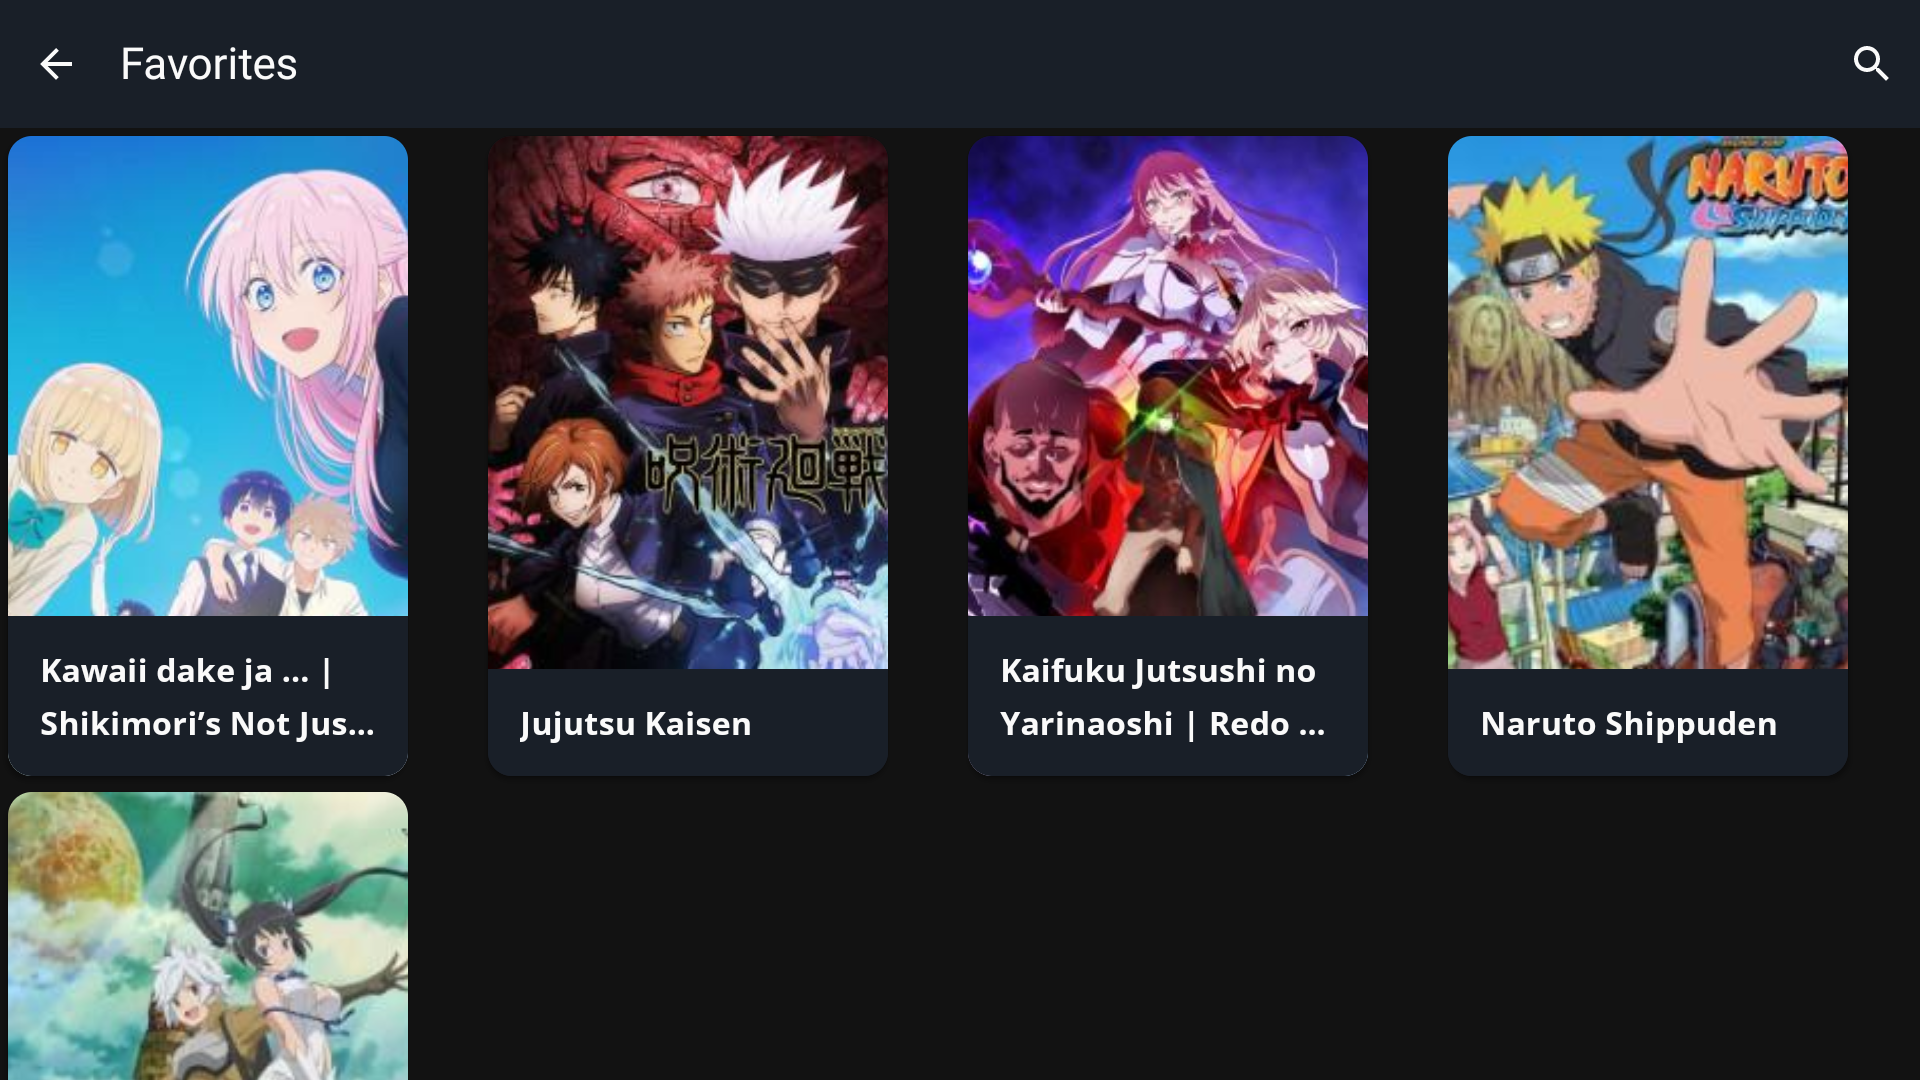 Favorites
呪術廻戦
NARUTO
SHIPPUDEN
Kawaii dake ja ... |
Shikimori’s Not Jus...
Jujutsu Kaisen
Kaifuku Jutsushi no
Yarinaoshi | Redo ...
Naruto Shippuden